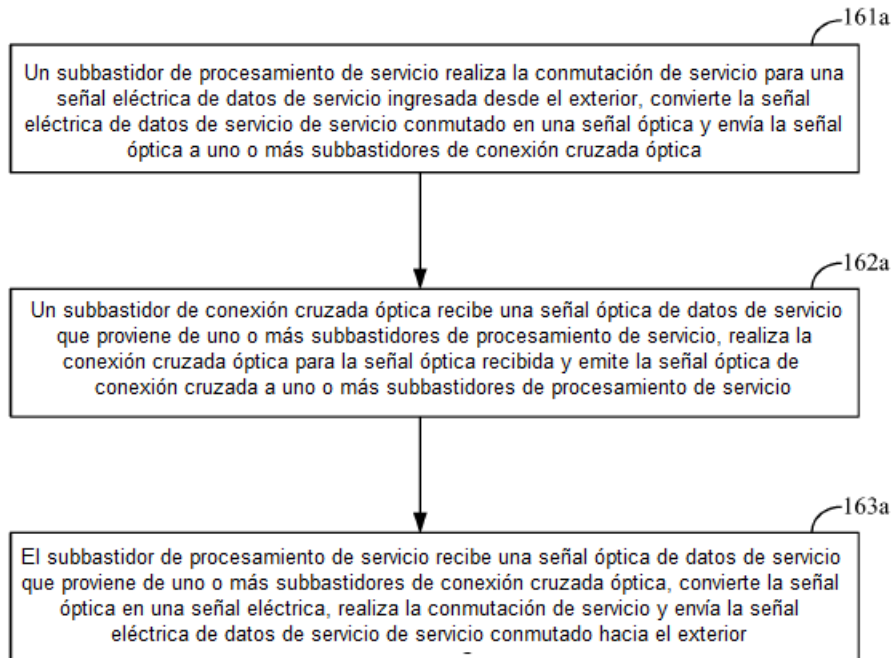 161a
Un subbastidor de procesamiento de servicio realiza la conmutación de servicio para una
señal eléctrica de datos de servicio ingresada desde el exterior, convierte la señal
eléctrica de datos de servicio de servicio conmutado en una señal óptica y envía la señal
óptica a uno o más subbastidores de conexión cruzada óptica
162a
Un subbastidor de conexión cruzada óptica recibe una señal óptica de datos de servicio
que proviene de uno o más subbastidores de procesamiento de servicio, realiza la
conexión cruzada óptica para la señal óptica recibida y emite la señal óptica de
conexión cruzada a uno o más subbastidores de procesamiento de servicio
163a
El subbastidor de procesamiento de servicio recibe una señal óptica de datos de servicio
que proviene de uno o más subbastidores de conexión cruzada óptica, convierte la señal
óptica en una señal eléctrica, realiza la conmutación de servicio y envía la señal
eléctrica de datos de servicio de servicio conmutado hacia el exterior